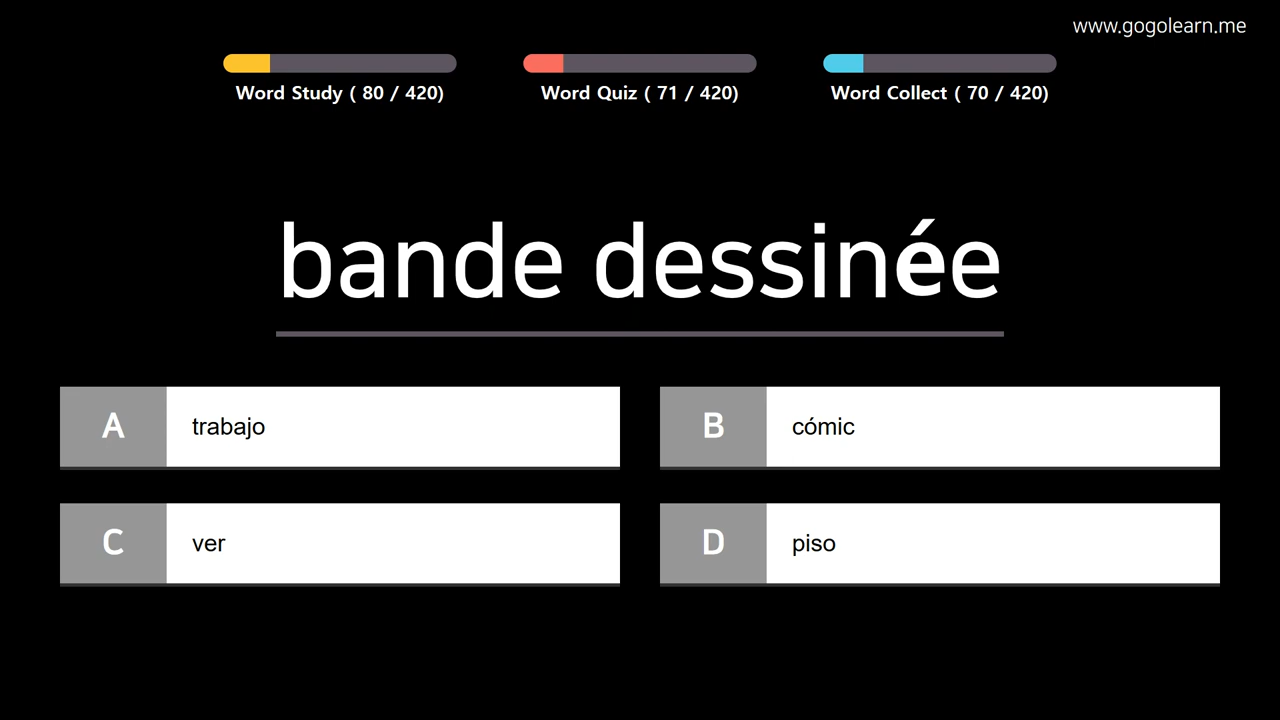 www.gogolearn.me
Word Study ( 80 / 420)
Word Quiz ( 71 / 420)
Word Collect ( 70 / 420)
bande dessinée
A trabajo
B cómic
C ver
D piso